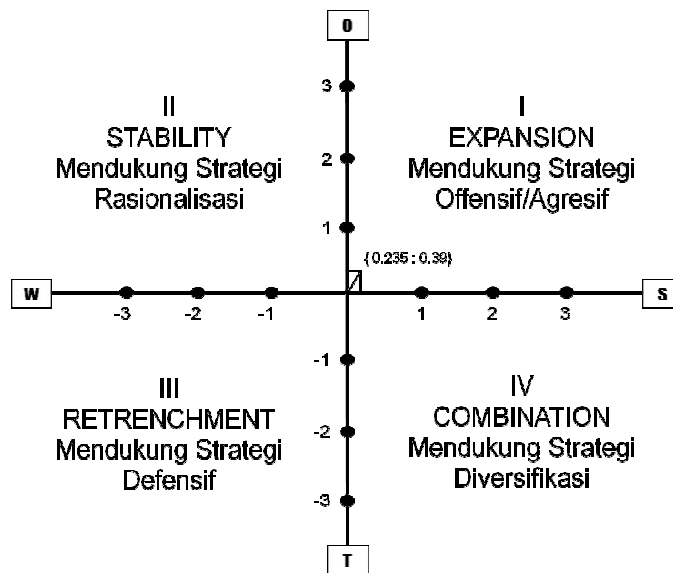 O
3
2
1
II
STABILITY
Mendukung Strategi
Rasionalisasi
I
EXPANSION
Mendukung Strategi
Offensif/Agresif
{0.235 : 0.39}
W
-3
-2
-1
1
2
3
S
-1
-2
-3
III
RETRENCHMENT
Mendukung Strategi
Defensif
IV
COMBINATION
Mendukung Strategi
Diversifikasi
T